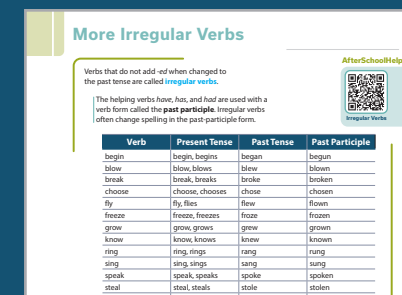 More Irregular Verbs
AfterSchoolHelp
Verbs that do not add -ed when changed to
the past tense are called irregular verbs.
The helping verbs have, has, and had are used with a
verb form called the past participle. Irregular verbs
often change spelling in the past-participle form.
Irregular Verbs
Verb Present Tense Past Tense Past Participle
begin begin, begins began begun
blow blow, blows blew blown
break break, breaks broke broken
choose choose, chooses chose chosen
fly fly, flies flew flown
freeze freeze, freezes froze frozen
grow grow, grows grew grown
know know, knows knew known
ring ring, rings rang rung
sing sing, sings sang sung
speak speak, speaks spoke spoken
steal steal, steals stole stolen